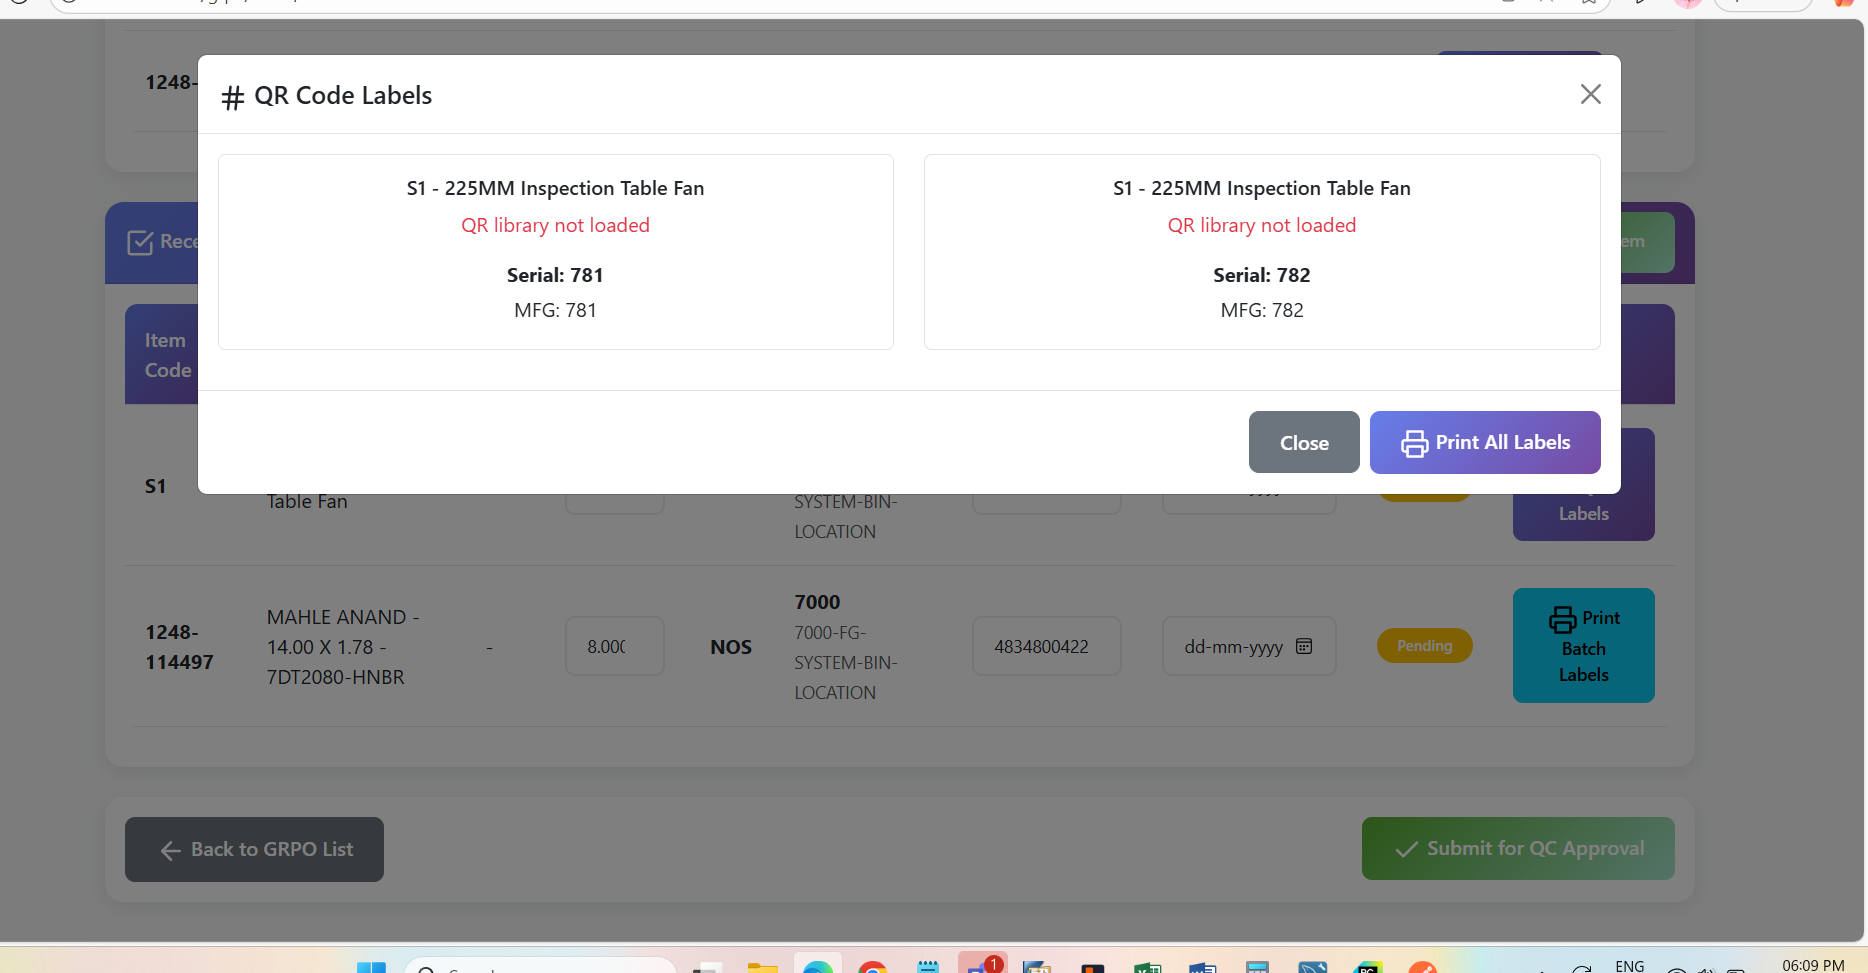 1248-
# QR Code Labels
S1 - 225MM Inspection Table Fan
QR library not loaded
Serial: 781
MFG: 781
S1 - 225MM Inspection Table Fan
QR library not loaded
Serial: 782
MFG: 782
Close
Print All Labels
Rece
em
Item
Code
S1
Table Fan
SYSTEM-BIN-
LOCATION
Labels
1248-
114497
MAHLE ANAND -
14.00 X 1.78 -
7DT2080-HNBR
-
8.000
NOS
7000
7000-FG-
SYSTEM-BIN-
LOCATION
4834800422
dd-mm-yyyy
Pending
Print
Batch
Labels
Back to GRPO List
Submit for QC Approval
1
ENG
06:09 PM